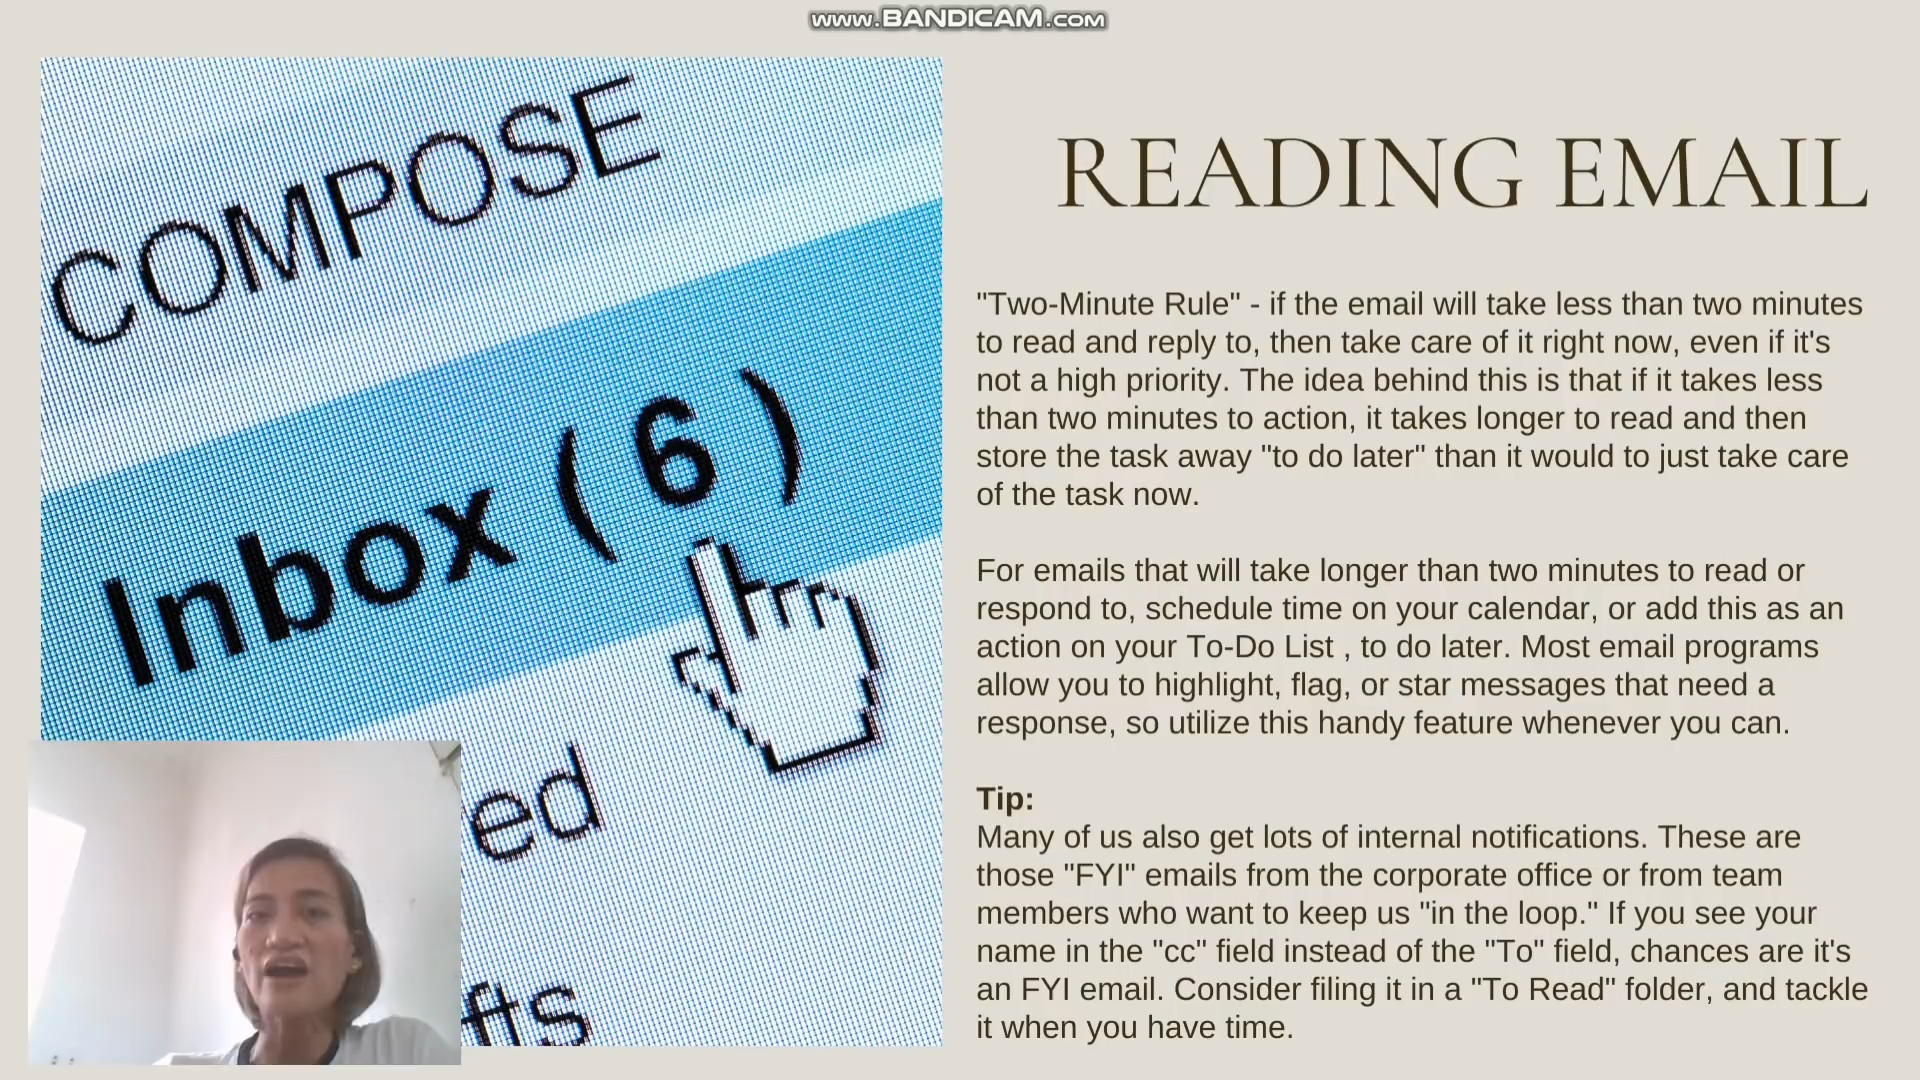 www.BANDICAM.com
COMPOSE
Inbox ( 6 )
ed
fts
READING EMAIL
"Two-Minute Rule" - if the email will take less than two minutes
to read and reply to, then take care of it right now, even if it's
not a high priority. The idea behind this is that if it takes less
than two minutes to action, it takes longer to read and then
store the task away "to do later" than it would to just take care
of the task now.
For emails that will take longer than two minutes to read or
respond to, schedule time on your calendar, or add this as an
action on your To-Do List , to do later. Most email programs
allow you to highlight, flag, or star messages that need a
response, so utilize this handy feature whenever you can.
Tip:
Many of us also get lots of internal notifications. These are
those "FYI" emails from the corporate office or from team
members who want to keep us "in the loop." If you see your
name in the "cc" field instead of the "To" field, chances are it's
an FYI email. Consider filing it in a "To Read" folder, and tackle
it when you have time.